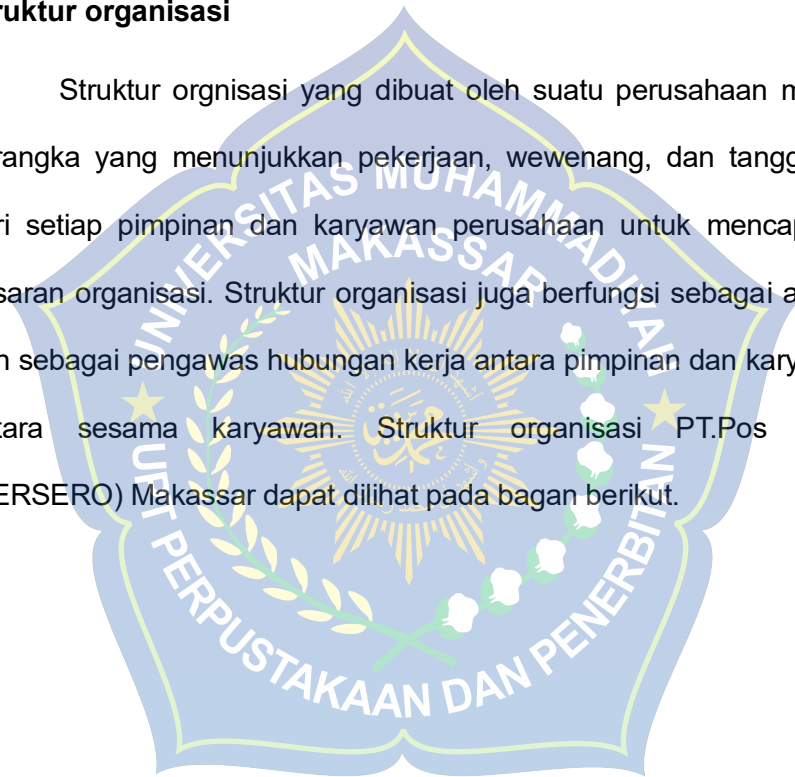 ruktur organisasi
Struktur orgnisasi yang dibuat oleh suatu perusahaan m
rangka yang menunjukkan pekerjaan, wewenang, dan tangg
ri setiap pimpinan dan karyawan perusahaan untuk mencap
saran organisasi. Struktur organisasi juga berfungsi sebagai a
n sebagai pengawas hubungan kerja antara pimpinan dan kary
tara sesama karyawan. Struktur organisasi PT.Pos
ERSERO) Makassar dapat dilihat pada bagan berikut.
UNIVERSITAS MUHAMMADIYAH
MAKASSAR
UPT PERPUSTAKAAN DAN PENERBITAN